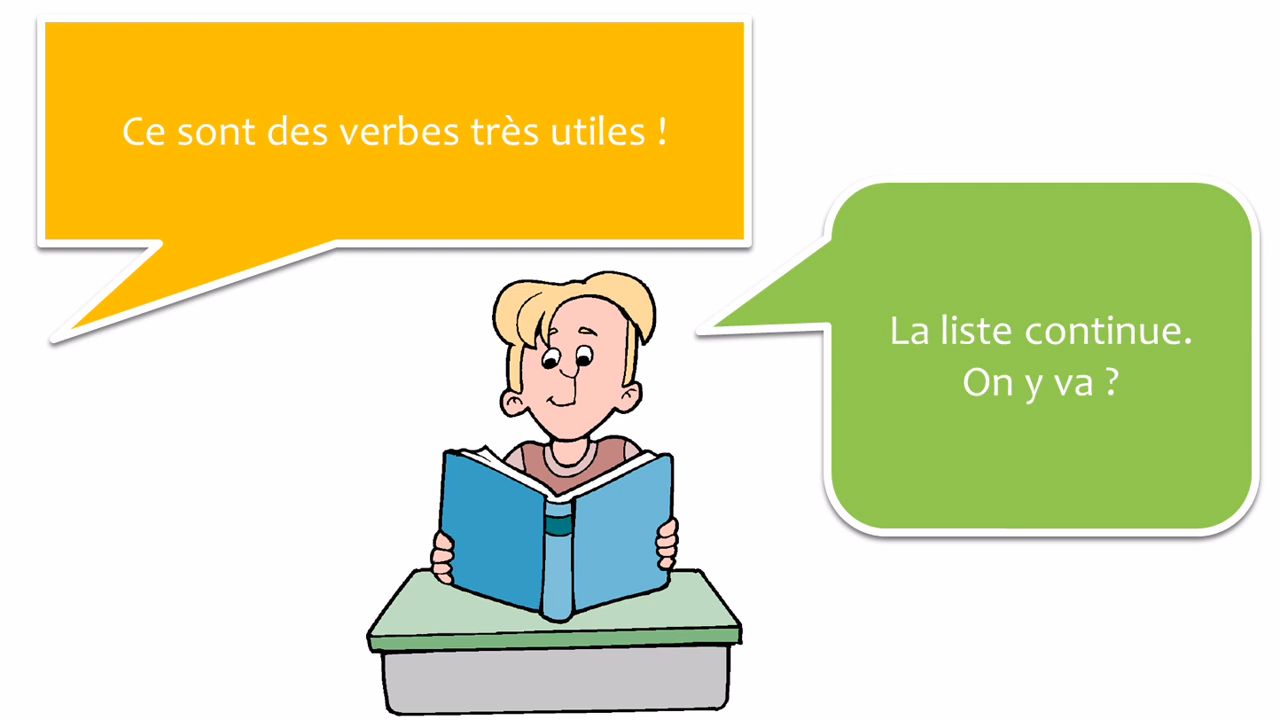 Ce sont des verbes très utiles !
La liste continue.
On y va ?